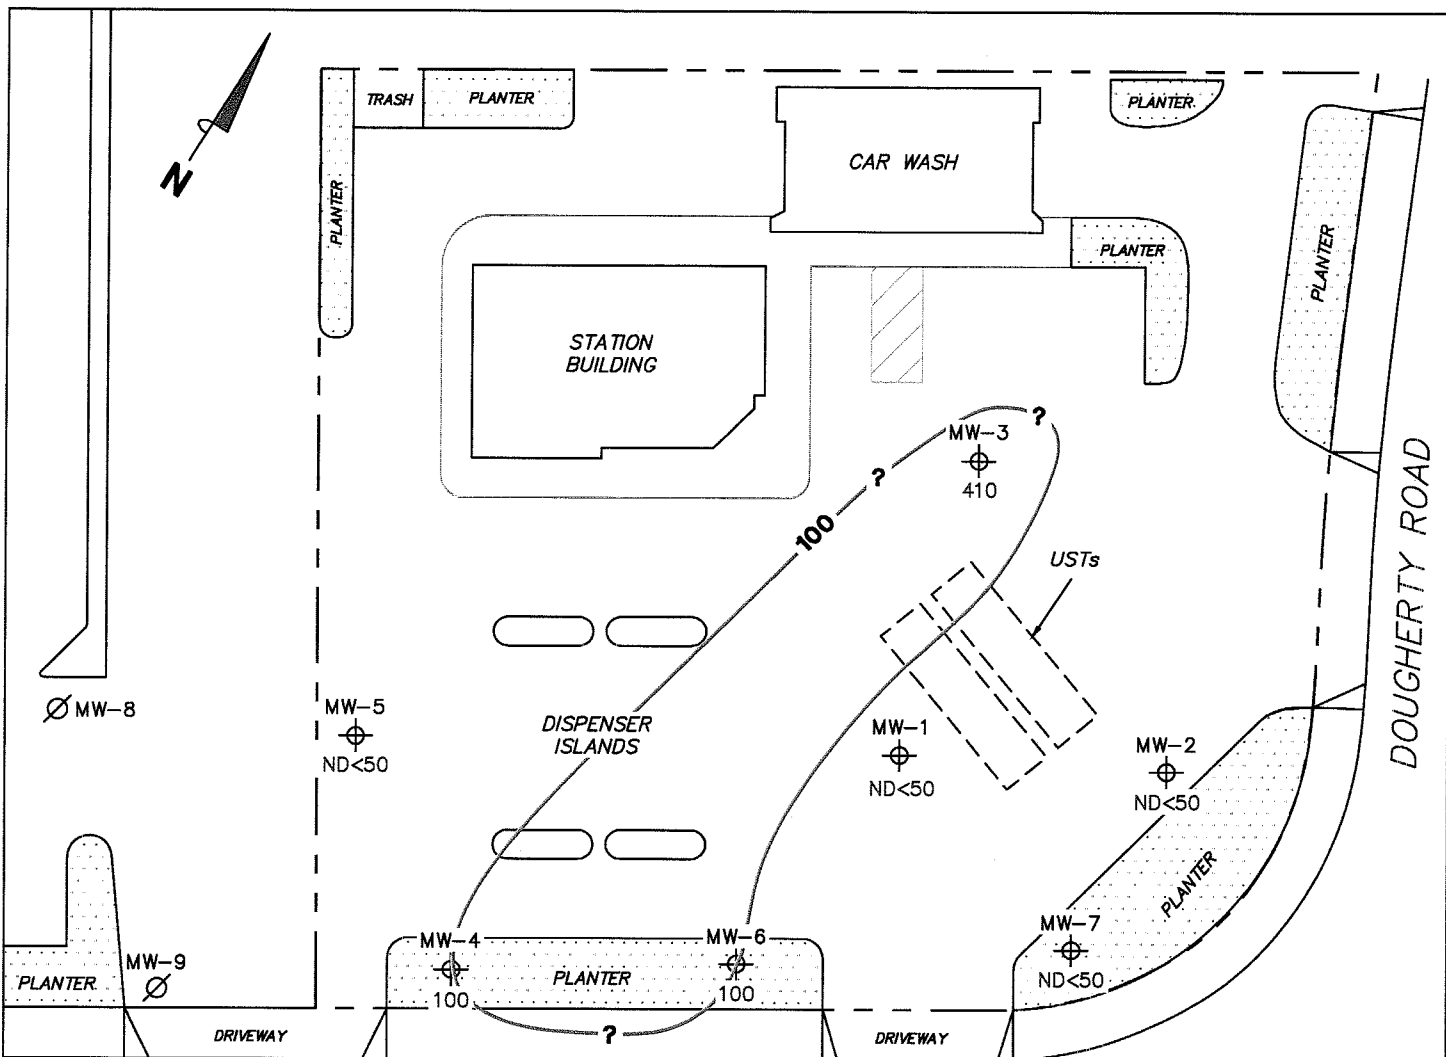 TRASH
PLANTER
PLANTER
CAR WASH
N
PLANTER
PLANTER
PLANTER
STATION
BUILDING
?
MW-3
410
?
100
USTs
DOUGHERTY ROAD
MW-8
MW-5
ND<50
DISPENSER
ISLANDS
MW-1
ND<50
MW-2
ND<50
PLANTER
MW-4
100
MW-6
100
PLANTER
MW-7
ND<50
MW-9
PLANTER
DRIVEWAY
?
DRIVEWAY